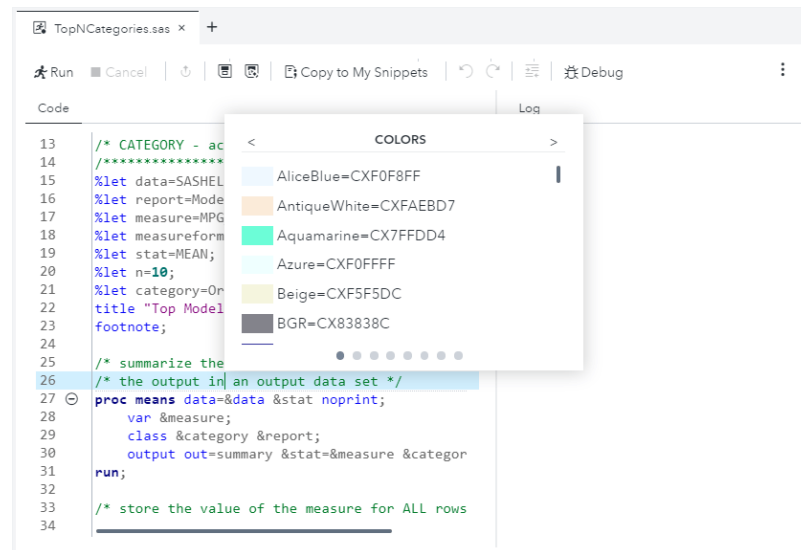 TopNCategories.sas × +
Run Cancel Copy to My Snippets Debug
Code Log
< COLORS >
AliceBlue=CXF0F8FF
AntiqueWhite=CXFAEBD7
Aquamarine=CX7FFDD4
Azure=CXF0FFFF
Beige=CXF5F5DC
BGR=CX83838C
13 /* CATEGORY - ac
14 /****************
15 %let data=SASHEL
16 %let report=Mode
17 %let measure=MPG
18 %let measureform
19 %let stat=MEAN;
20 %let n=10;
21 %let category=Or
22 title "Top Model
23 footnote;
24
25 /* summarize the
26 /* the output in an output data set */
27 proc means data=&data &stat noprint;
28 var &measure;
29 class &category &report;
30 output out=summary &stat=&measure &categor
31 run;
32
33 /* store the value of the measure for ALL rows
34